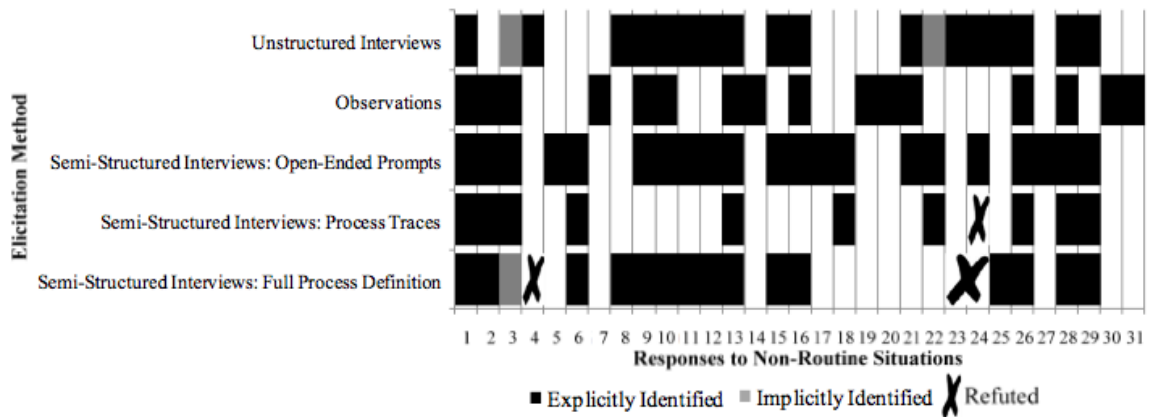 Elicitation Method
Unstructured Interviews
Observations
Semi-Structured Interviews: Open-Ended Prompts
Semi-Structured Interviews: Process Traces
Semi-Structured Interviews: Full Process Definition
1 2 3 4 5 6 7 8 9 10 11 12 13 14 15 16 17 18 19 20 21 22 23 24 25 26 27 28 29 30 31
Responses to Non-Routine Situations
Explicitly Identified Implicitly Identified Refuted